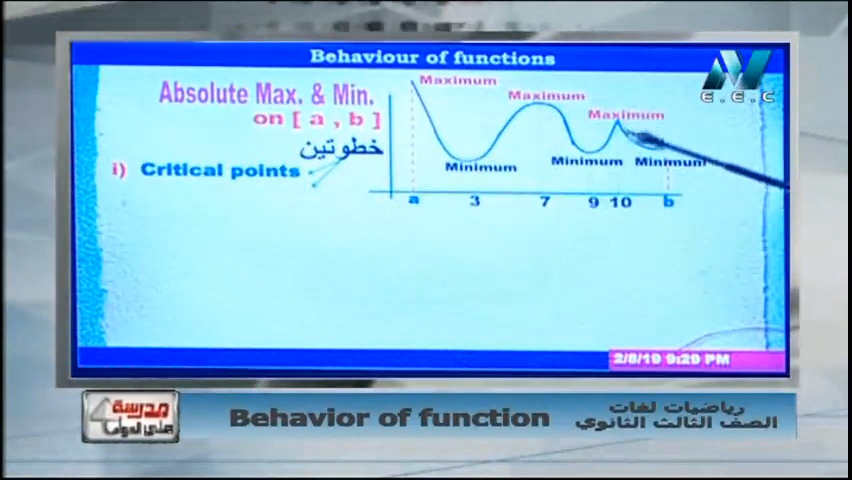 Behaviour of functions
E.E.C
Absolute Max. & Min.
on [ a , b ]
خطوتين
i) Critical points
Maximum
Maximum
Maximum
Minimum
Minimum
Minimum
a 3 7 9 10 b
2/8/19 9:29 PM
مدرسة
على الهواء
Behavior of function
رياضيات لغات
الصف الثالث الثانوي